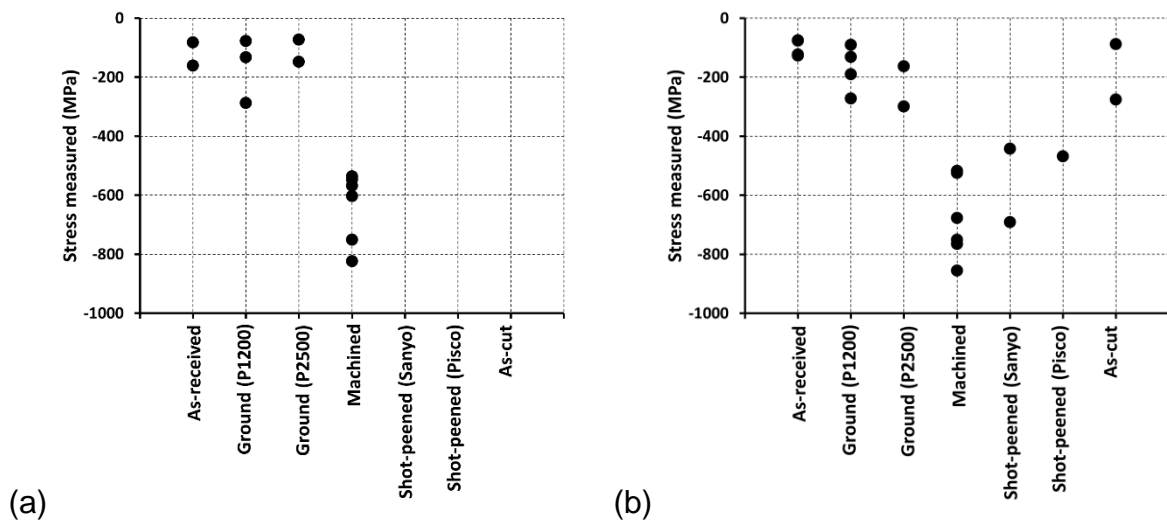 0
-200
-400
-600
-800
-1000
Stress measured (MPa)
As-received
Ground (P1200)
Ground (P2500)
Machined
Shot-peened (Sanyo)
Shot-peened (Pisco)
As-cut
(a)
0
-200
-400
-600
-800
-1000
Stress measured (MPa)
As-received
Ground (P1200)
Ground (P2500)
Machined
Shot-peened (Sanyo)
Shot-peened (Pisco)
As-cut
(b)